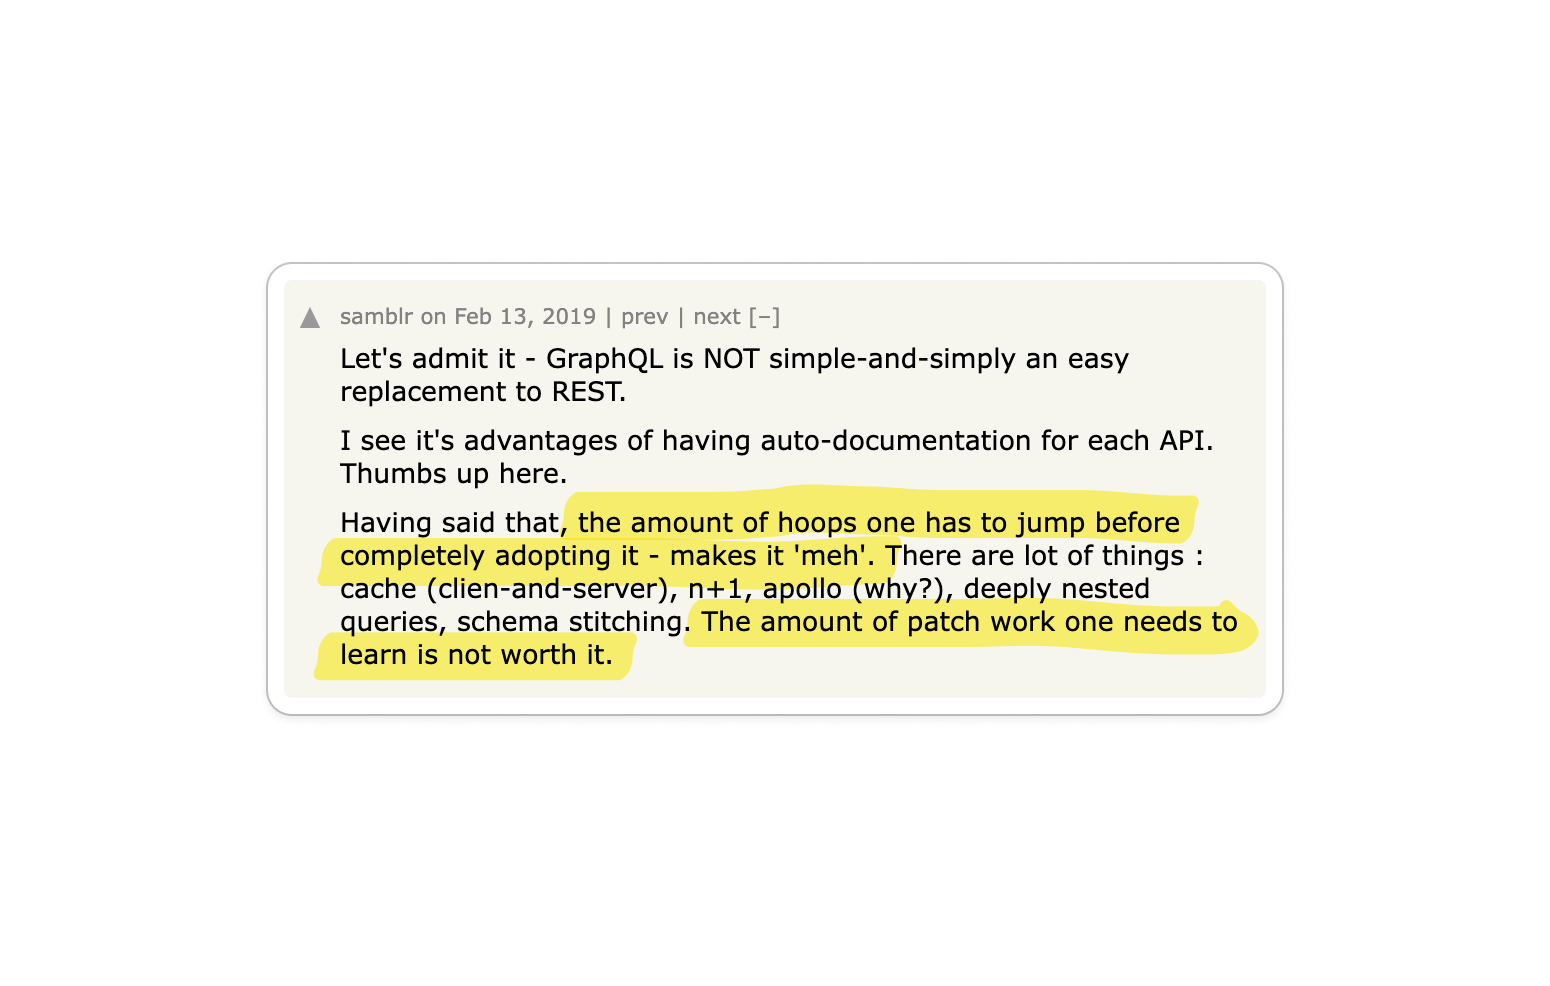 samblr on Feb 13, 2019 | prev | next [–]
Let's admit it - GraphQL is NOT simple-and-simply an easy
replacement to REST.
I see it's advantages of having auto-documentation for each API.
Thumbs up here.
Having said that, the amount of hoops one has to jump before
completely adopting it - makes it 'meh'. There are lot of things :
cache (clien-and-server), n+1, apollo (why?), deeply nested
queries, schema stitching. The amount of patch work one needs to
learn is not worth it.